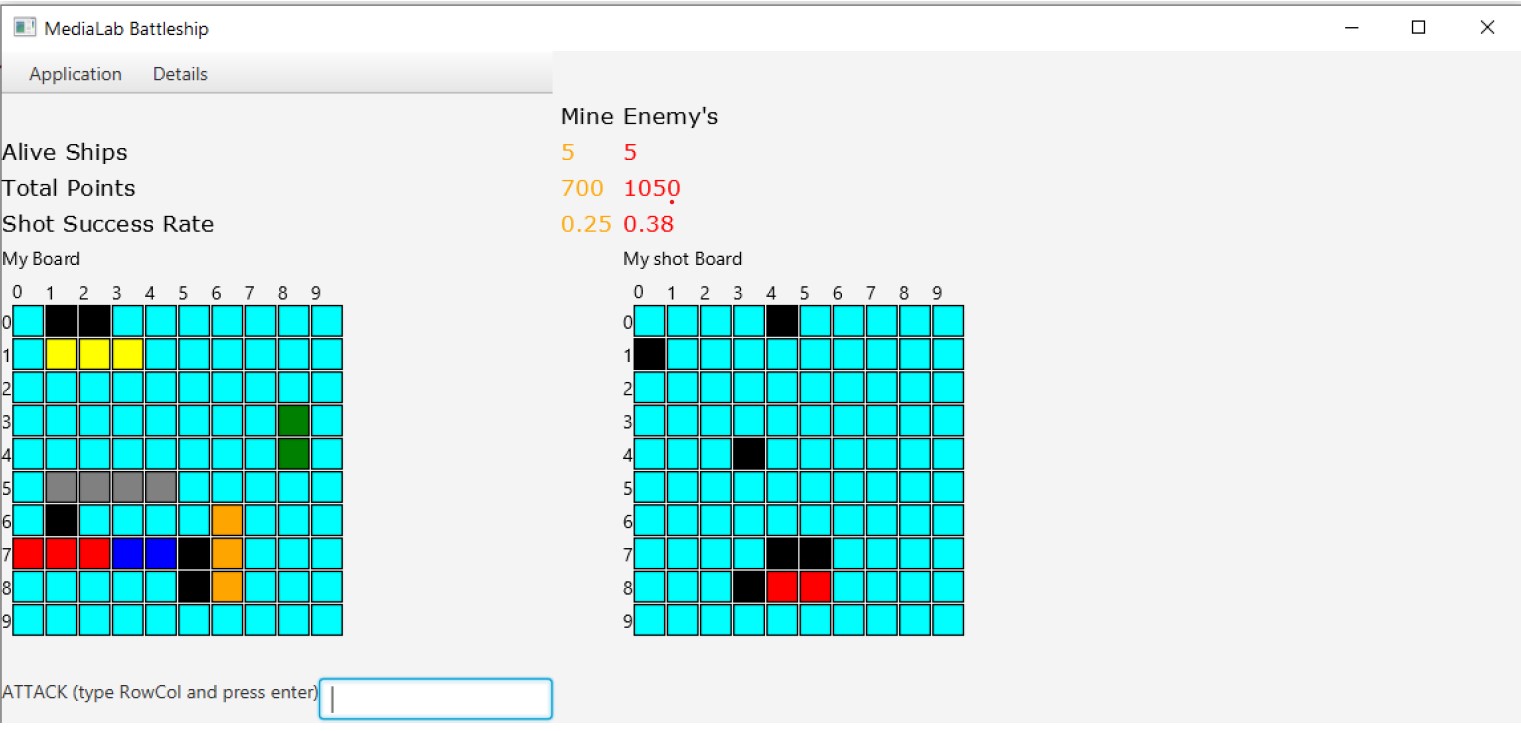 MediaLab Battleship
Application Details
Mine Enemy's
Alive Ships 5 5
Total Points 700 1050
Shot Success Rate 0.25 0.38
My Board My shot Board
0 1 2 3 4 5 6 7 8 9 0 1 2 3 4 5 6 7 8 9
0 0
1 1
2 2
3 3
4 4
5 5
6 6
7 7
8 8
9 9
ATTACK (type RowCol and press enter)